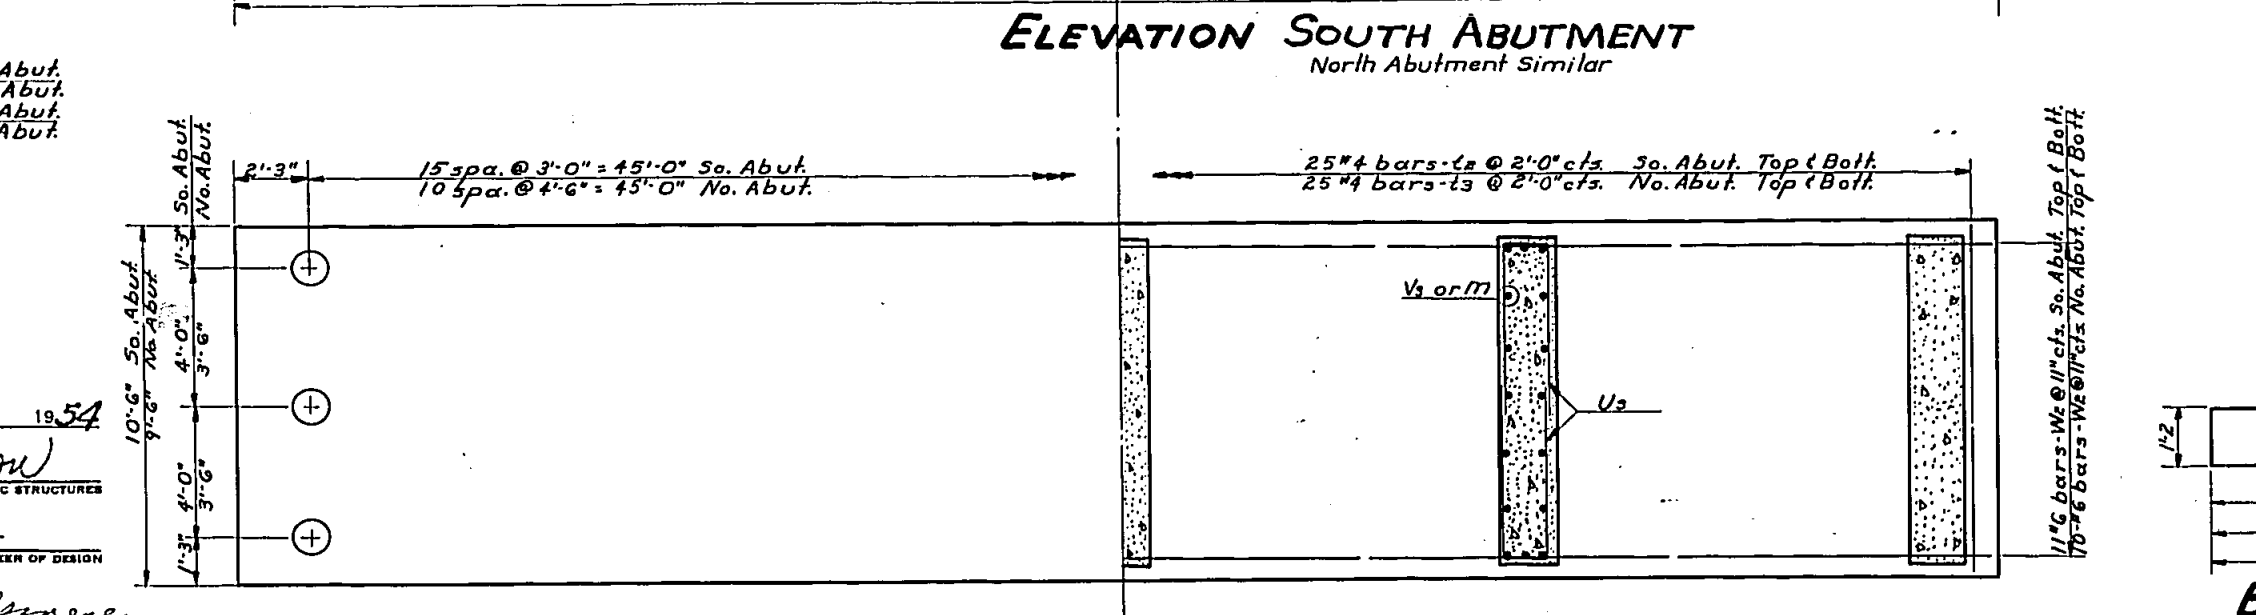 ELEVATION SOUTH ABUTMENT
North Abutment Similar
Abut.
Abut.
Abut.
Abut.
So. Abut.
No. Abut.
2'-3"
15 spa. @ 3'-0" = 45'-0" So. Abut.
10 spa. @ 4'-6" = 45'-0" No. Abut.
25 #4 bars-t2 @ 2'-0" cts. So. Abut. Top & Bott.
25 #4 bars-t3 @ 2'-0" cts. No. Abut. Top & Bott.
10'-6" So. Abut.
9'-6" No. Abut.
1'-3"
4'-0"
3'-6"
4'-0"
3'-6"
1'-3"
V3 or m
U3
11 #6 bars-W2 @ 11" cts. So. Abut. Top & Bott.
10-#6 bars-W2 @ 11" cts. No. Abut. Top & Bott.
1'-2
1954
C STRUCTURES
EER OF DESIGN